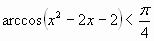 arccos(x² − 2x − 2) < π/4